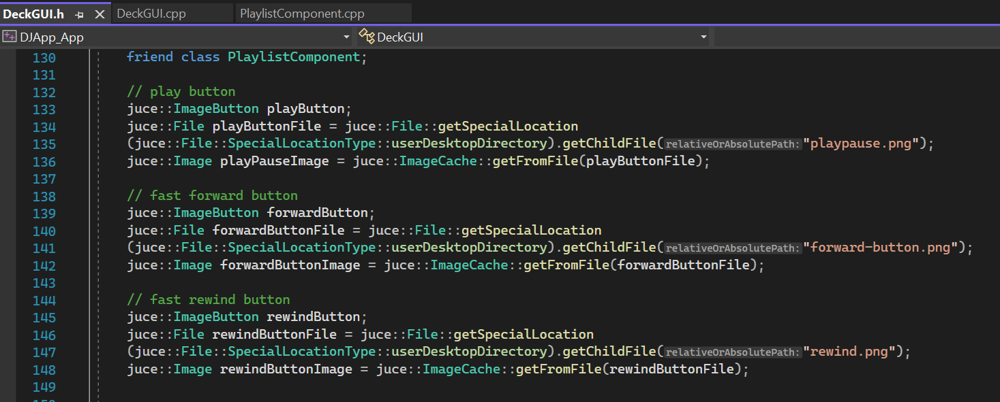 DeckGUI.h DeckGUI.cpp PlaylistComponent.cpp
DJApp_App DeckGUI
130 friend class PlaylistComponent;
131
132 // play button
133 juce::ImageButton playButton;
134 juce::File playButtonFile = juce::File::getSpecialLocation
135 (juce::File::SpecialLocationType::userDesktopDirectory).getChildFile(relativeOrAbsolutePath:"playpause.png");
136 juce::Image playPauseImage = juce::ImageCache::getFromFile(playButtonFile);
137
138 // fast forward button
139 juce::ImageButton forwardButton;
140 juce::File forwardButtonFile = juce::File::getSpecialLocation
141 (juce::File::SpecialLocationType::userDesktopDirectory).getChildFile(relativeOrAbsolutePath:"forward-button.png");
142 juce::Image forwardButtonImage = juce::ImageCache::getFromFile(forwardButtonFile);
143
144 // fast rewind button
145 juce::ImageButton rewindButton;
146 juce::File rewindButtonFile = juce::File::getSpecialLocation
147 (juce::File::SpecialLocationType::userDesktopDirectory).getChildFile(relativeOrAbsolutePath:"rewind.png");
148 juce::Image rewindButtonImage = juce::ImageCache::getFromFile(rewindButtonFile);
149